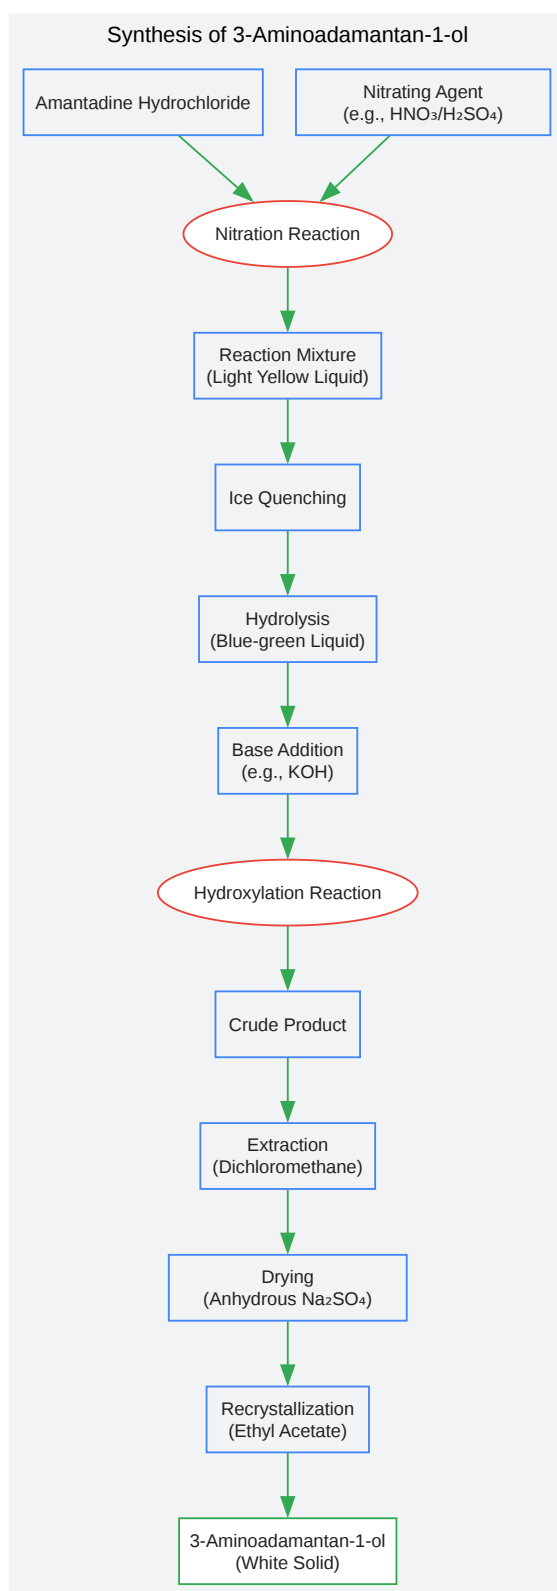 Synthesis of 3-Aminoadamantan-1-ol
Amantadine Hydrochloride
Nitrating Agent
(e.g., HNO₃/H₂SO₄)
Nitration Reaction
Reaction Mixture
(Light Yellow Liquid)
Ice Quenching
Hydrolysis
(Blue-green Liquid)
Base Addition
(e.g., KOH)
Hydroxylation Reaction
Crude Product
Extraction
(Dichloromethane)
Drying
(Anhydrous Na₂SO₄)
Recrystallization
(Ethyl Acetate)
3-Aminoadamantan-1-ol
(White Solid)